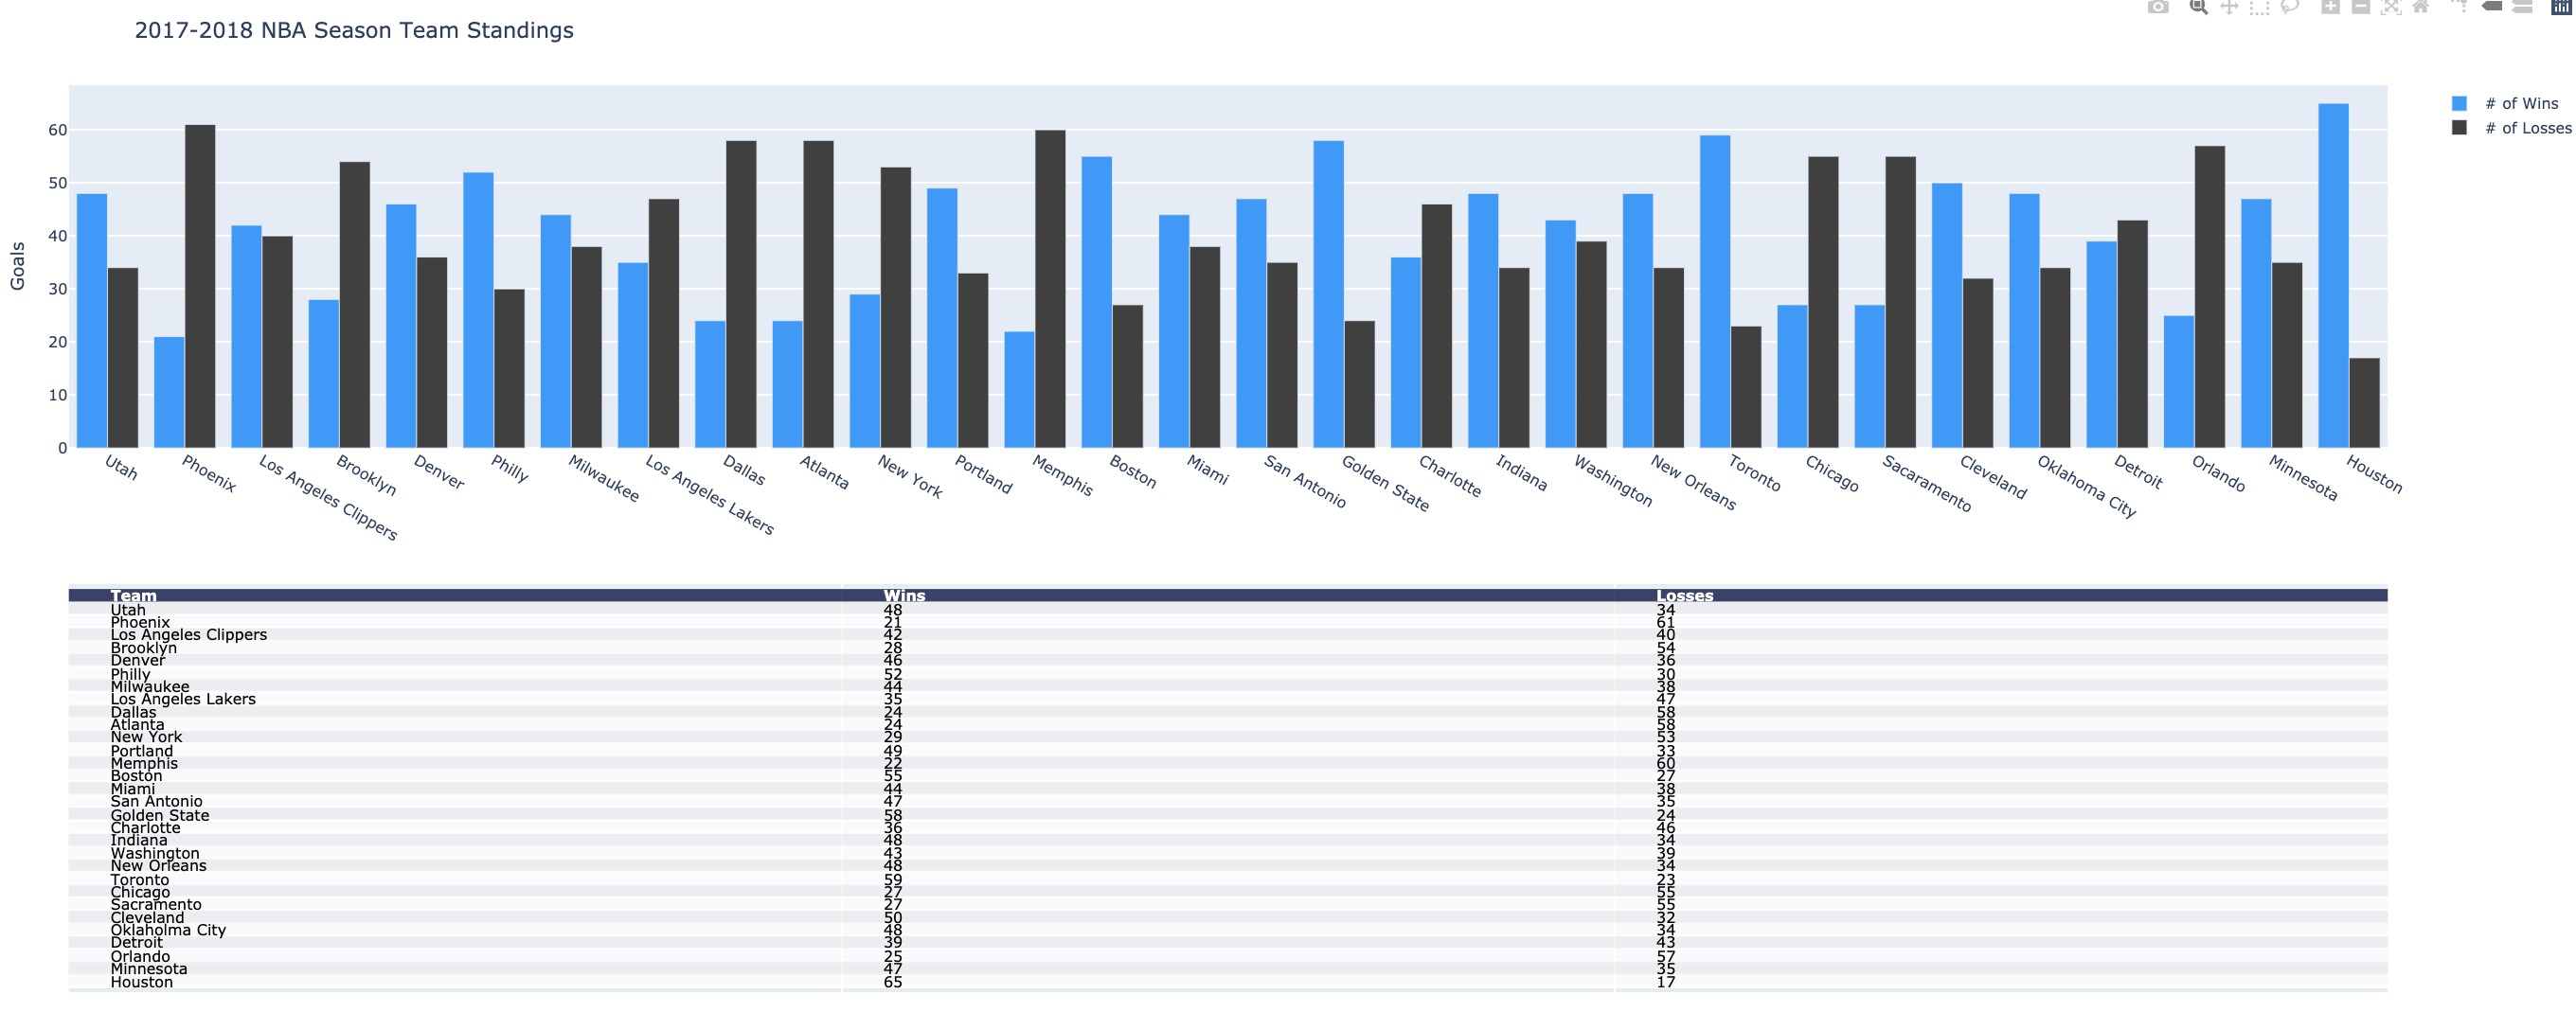 2017-2018 NBA Season Team Standings
# of Wins
# of Losses
Goals
60
50
40
30
20
10
0
Utah
Phoenix
Los Angeles Clippers
Brooklyn
Denver
Philly
Milwaukee
Los Angeles Lakers
Dallas
Atlanta
New York
Portland
Memphis
Boston
Miami
San Antonio
Golden State
Charlotte
Indiana
Washington
New Orleans
Toronto
Chicago
Sacaramento
Cleveland
Oklahoma City
Detroit
Orlando
Minnesota
Houston
Team Wins Losses
Utah 48 34
Phoenix 21 61
Los Angeles Clippers 42 40
Brooklyn 28 54
Denver 46 36
Philly 52 30
Milwaukee 44 38
Los Angeles Lakers 35 47
Dallas 24 58
Atlanta 24 58
New York 29 53
Portland 49 33
Memphis 22 60
Boston 55 27
Miami 44 38
San Antonio 47 35
Golden State 58 24
Charlotte 36 46
Indiana 48 34
Washington 43 39
New Orleans 48 34
Toronto 59 23
Chicago 27 55
Sacramento 27 55
Cleveland 50 32
Oklaholma City 48 34
Detroit 39 43
Orlando 25 57
Minnesota 47 35
Houston 65 17